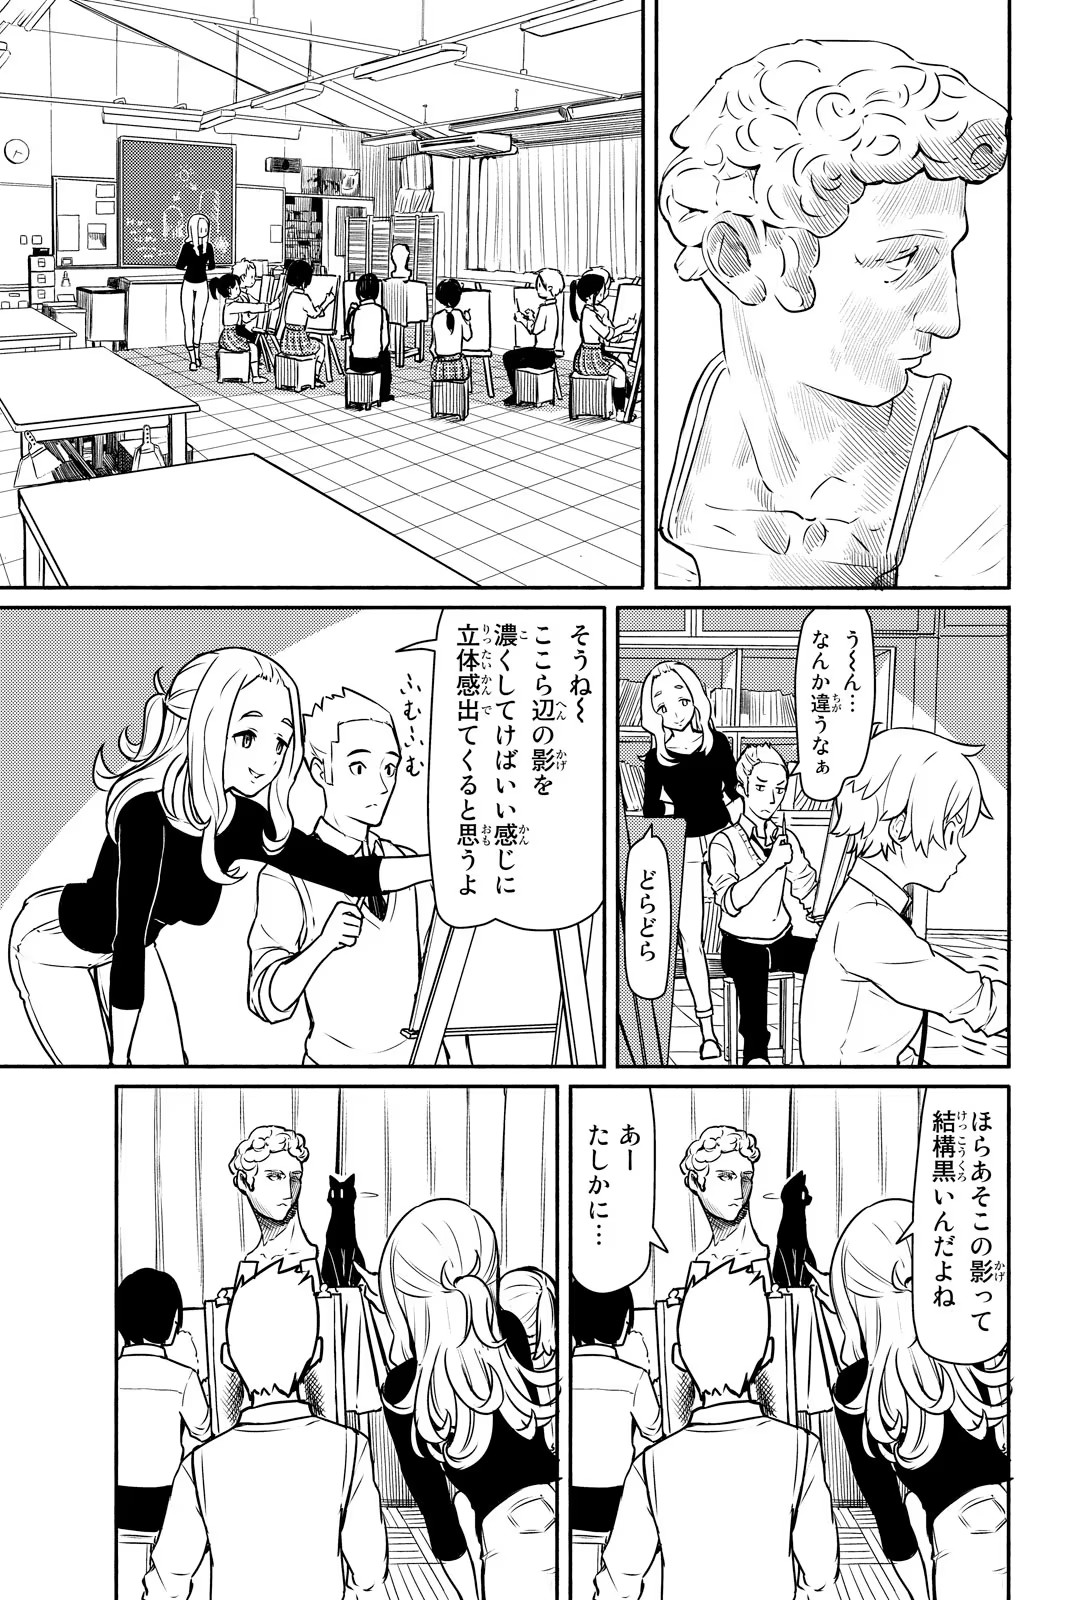 う〜ん…
なんか違うなぁ
どらどら
そうね〜
ここら辺の影を
濃くしてけばいい感じに
立体感出てくると思うよ
ふむふむ
ほらあそこの影って
結構黒いんだよね
あー
たしかに…